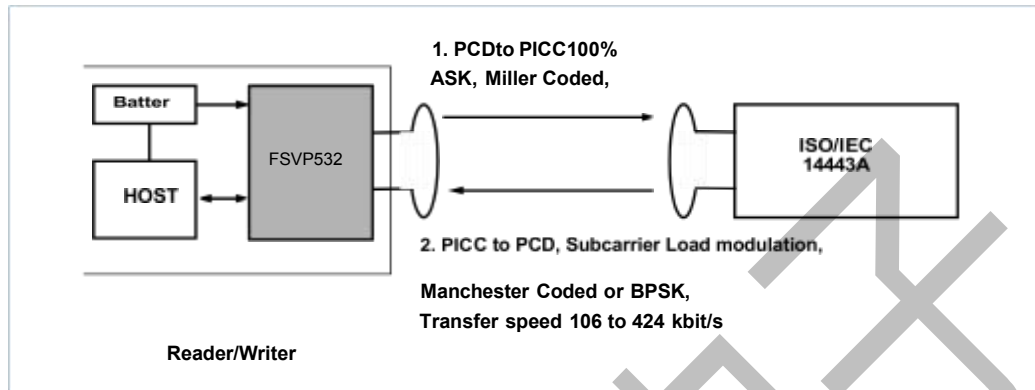 1. PCDto PICC100%
ASK, Miller Coded,
Batter
FSVP532
HOST
ISO/IEC
14443A
2. PICC to PCD, Subcarrier Load modulation,
Manchester Coded or BPSK,
Transfer speed 106 to 424 kbit/s
Reader/Writer